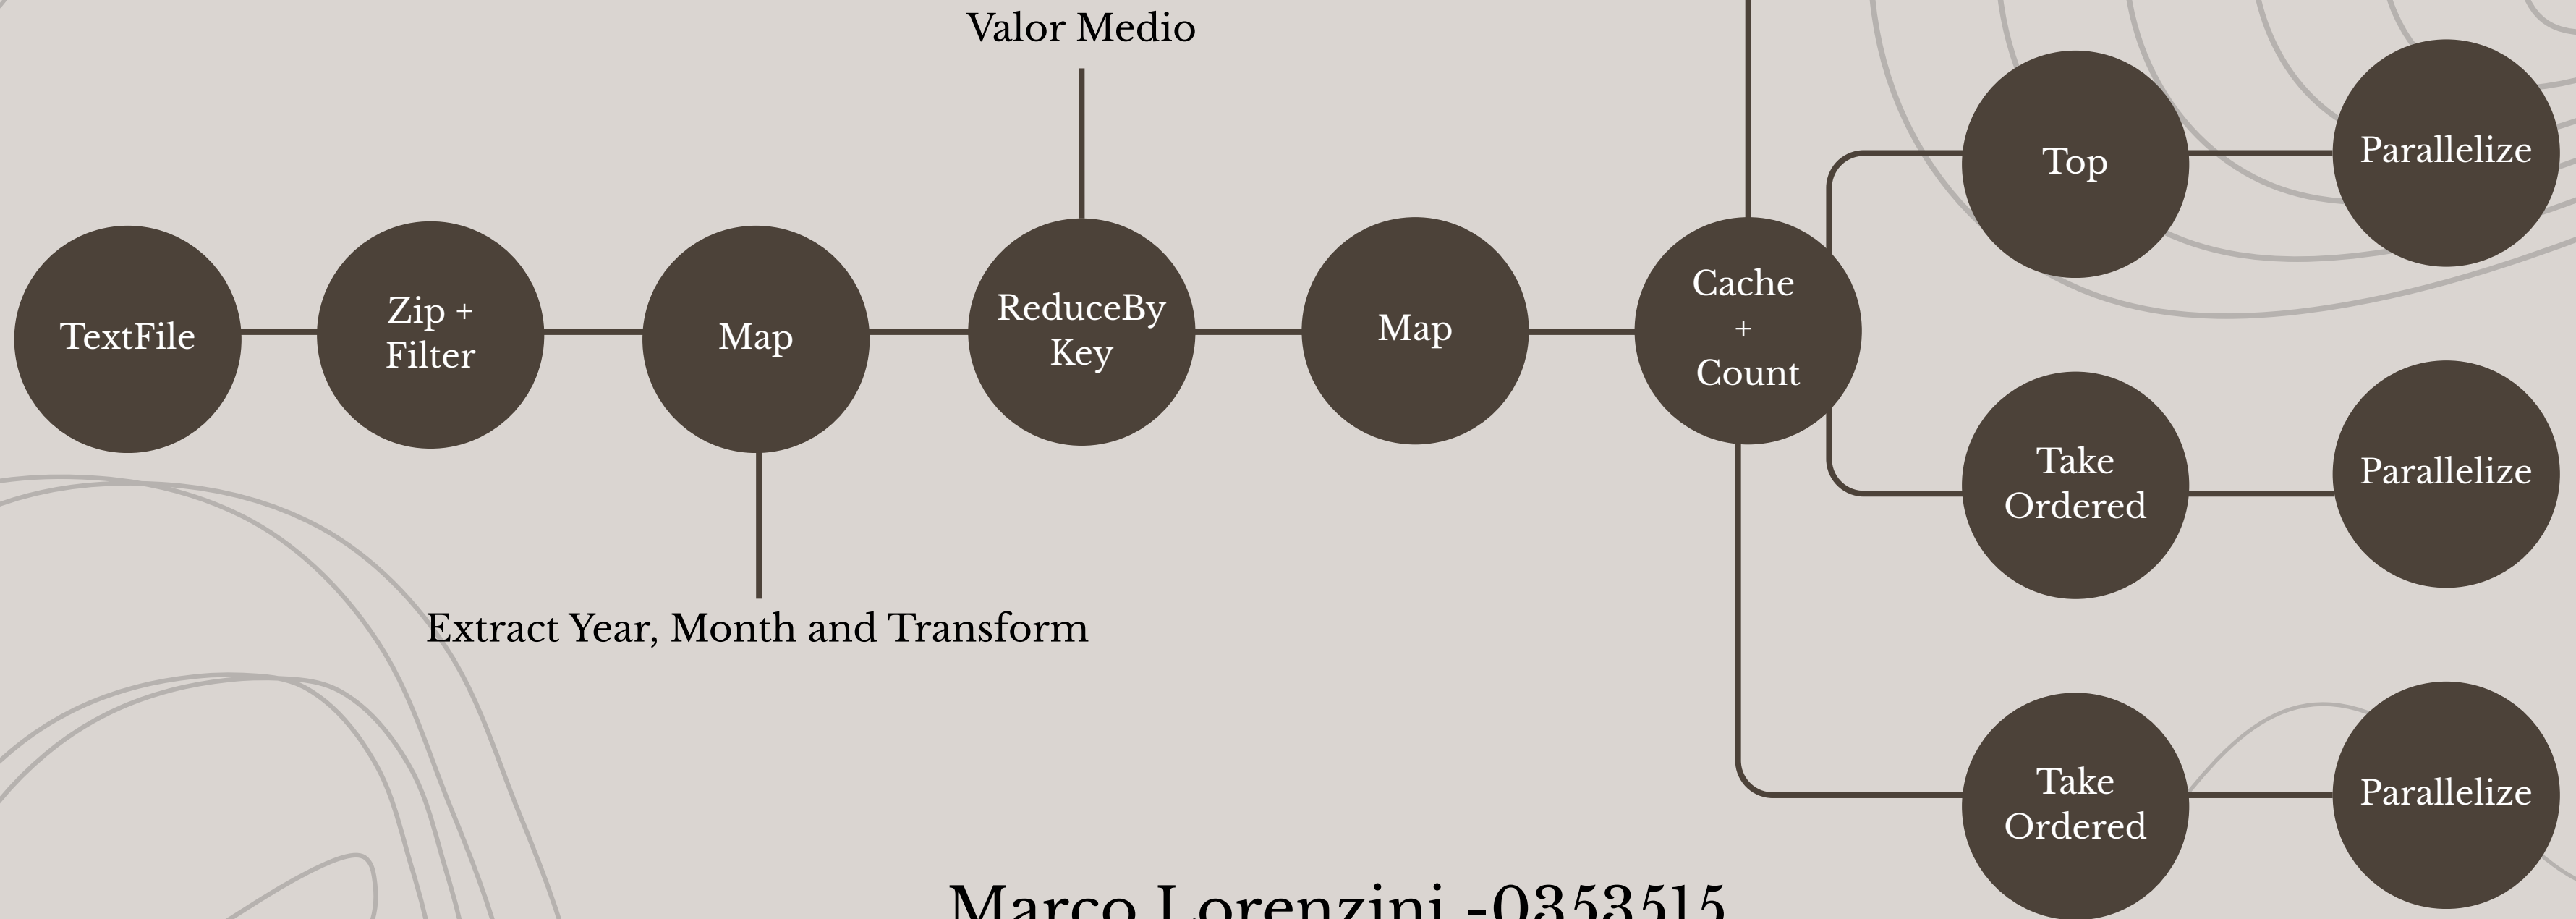 Valor Medio
TextFile
Zip +
Filter
Map
ReduceBy
Key
Map
Cache
+
Count
Top
Parallelize
Take
Ordered
Parallelize
Extract Year, Month and Transform
Take
Ordered
Parallelize
Marco Lorenzini -0353515